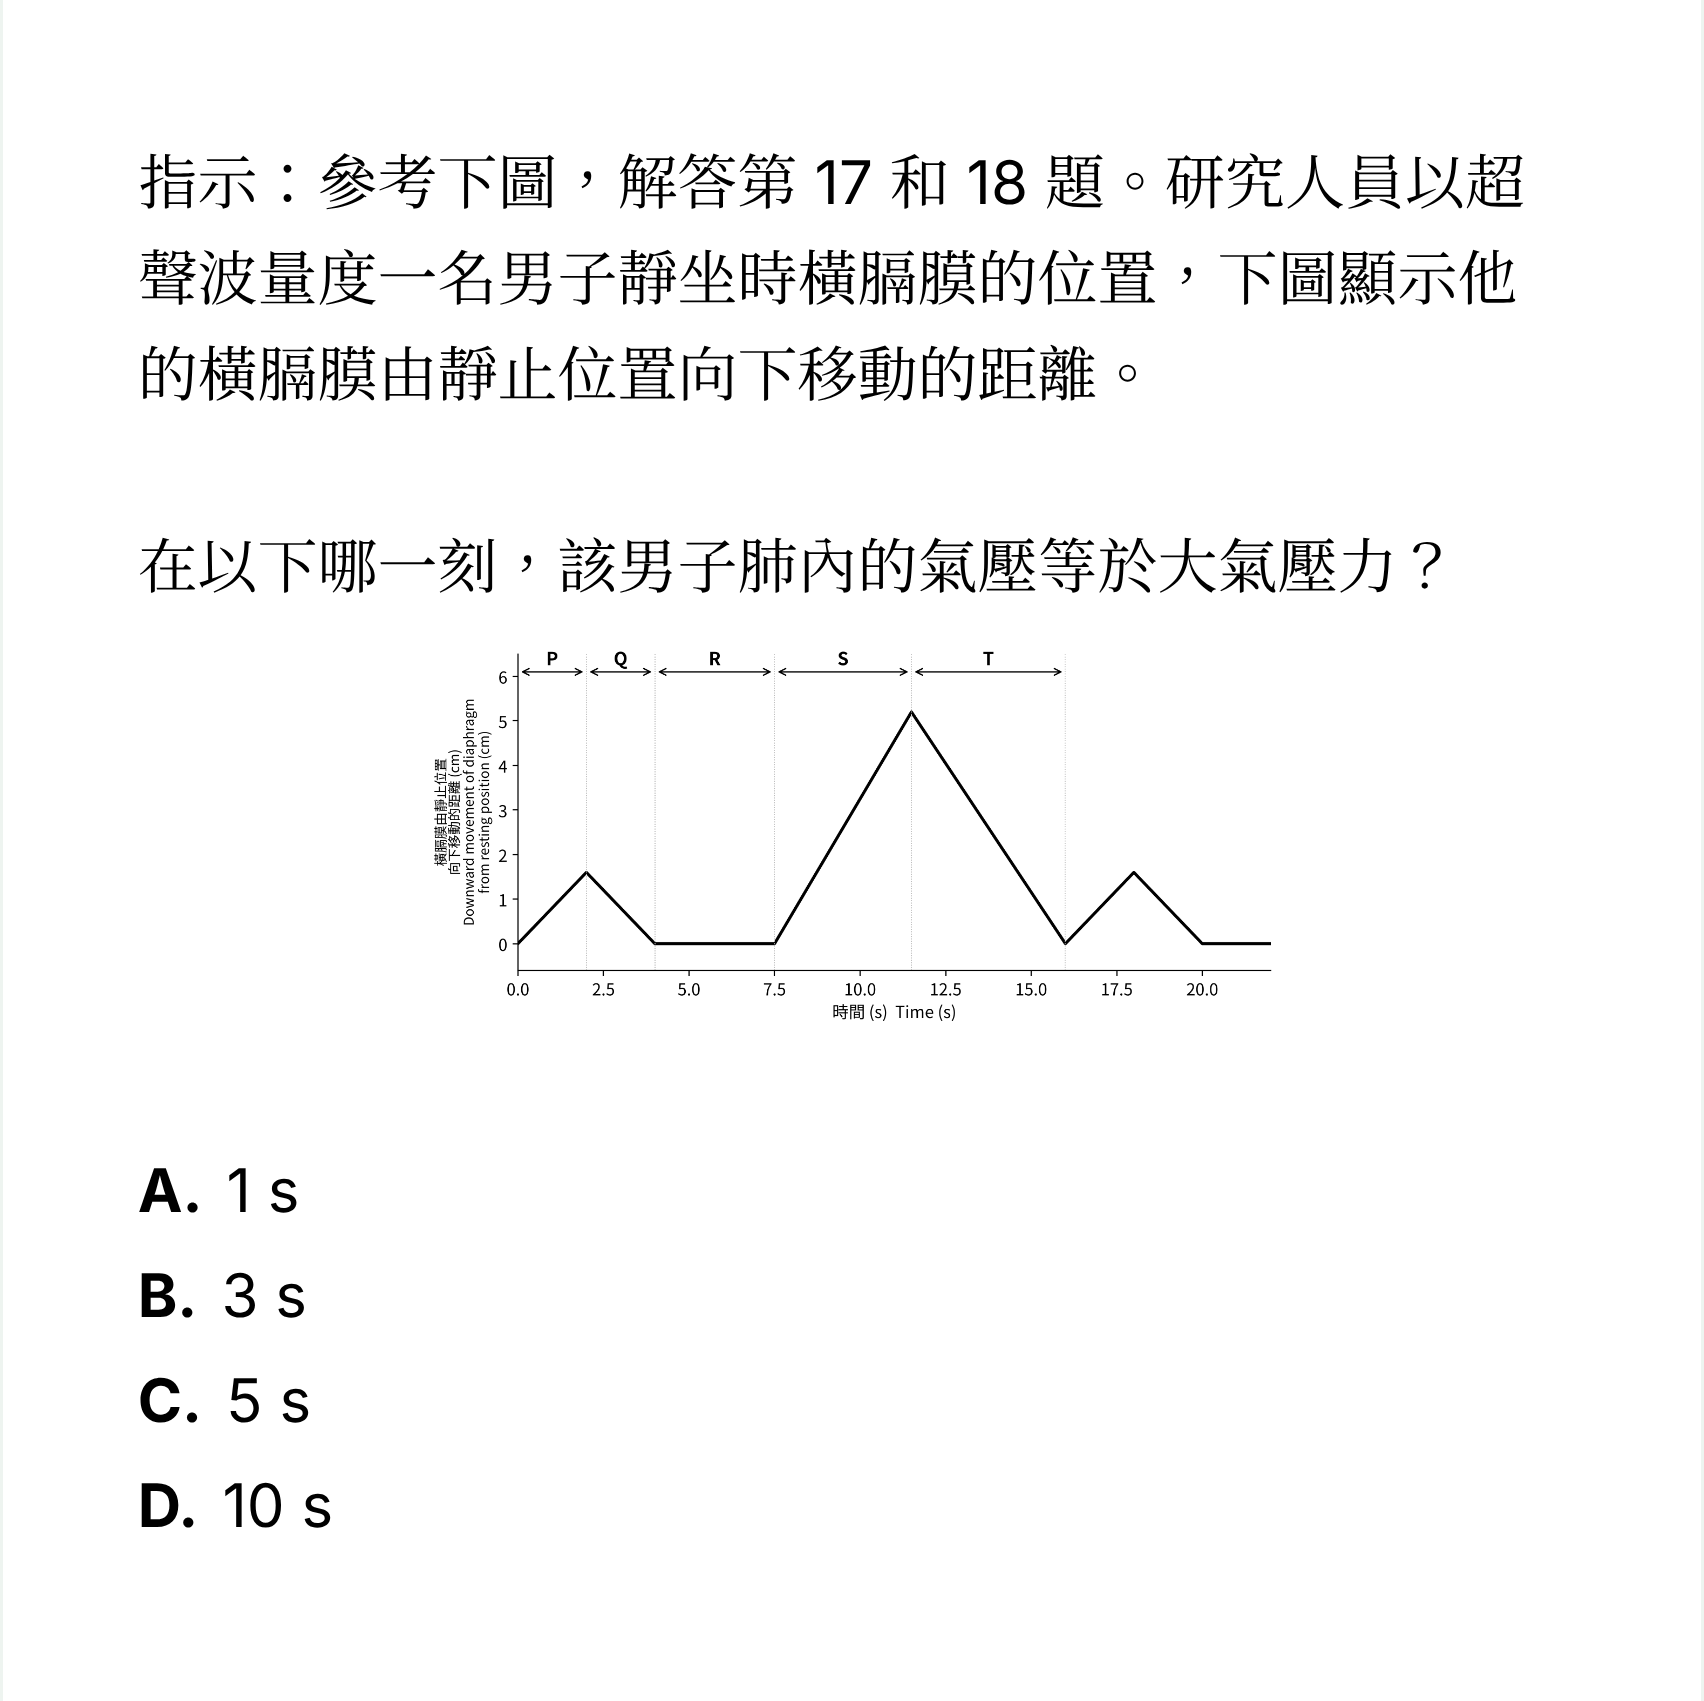 指示：參考下圖，解答第 17 和 18 題。研究人員以超
聲波量度一名男子靜坐時橫膈膜的位置，下圖顯示他
的橫膈膜由靜止位置向下移動的距離。
在以下哪一刻，該男子肺內的氣壓等於大氣壓力？
P Q R S T
6
5
4
3
2
1
0
橫膈膜由靜止位置
向下移動的距離 (cm)
Downward movement of diaphragm
from resting position (cm)
0.0 2.5 5.0 7.5 10.0 12.5 15.0 17.5 20.0
時間 (s) Time (s)
A. 1 s
B. 3 s
C. 5 s
D. 10 s